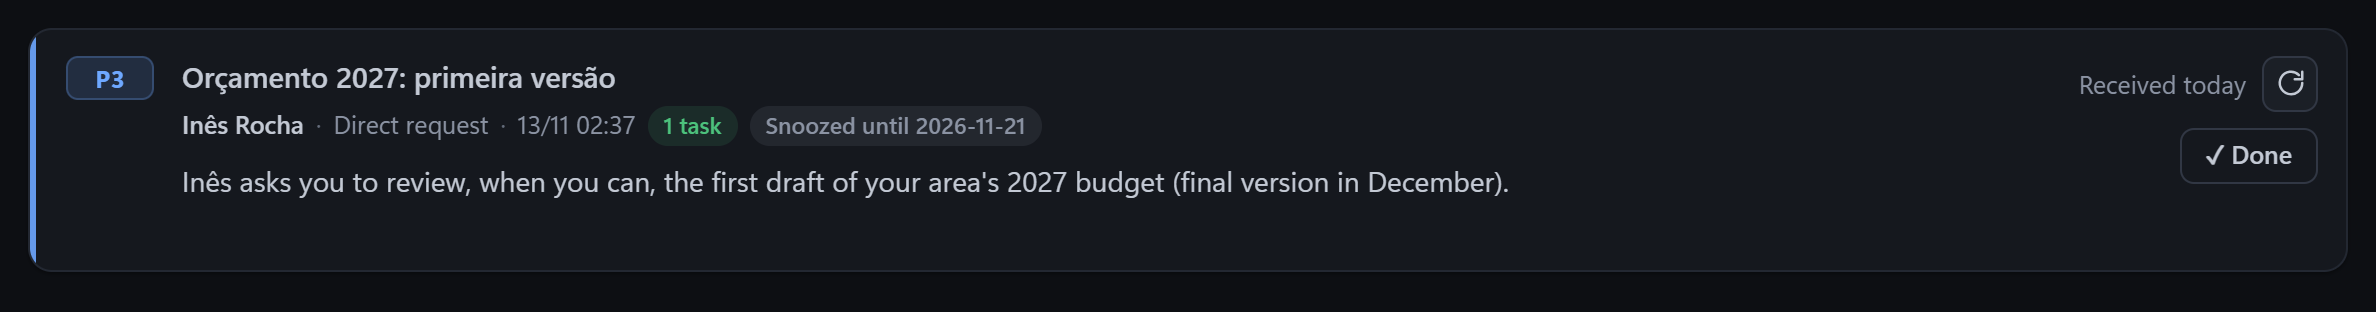 P3 Orçamento 2027: primeira versão
Received today
Inês Rocha · Direct request · 13/11 02:37 1 task Snoozed until 2026-11-21
✓ Done
Inês asks you to review, when you can, the first draft of your area's 2027 budget (final version in December).